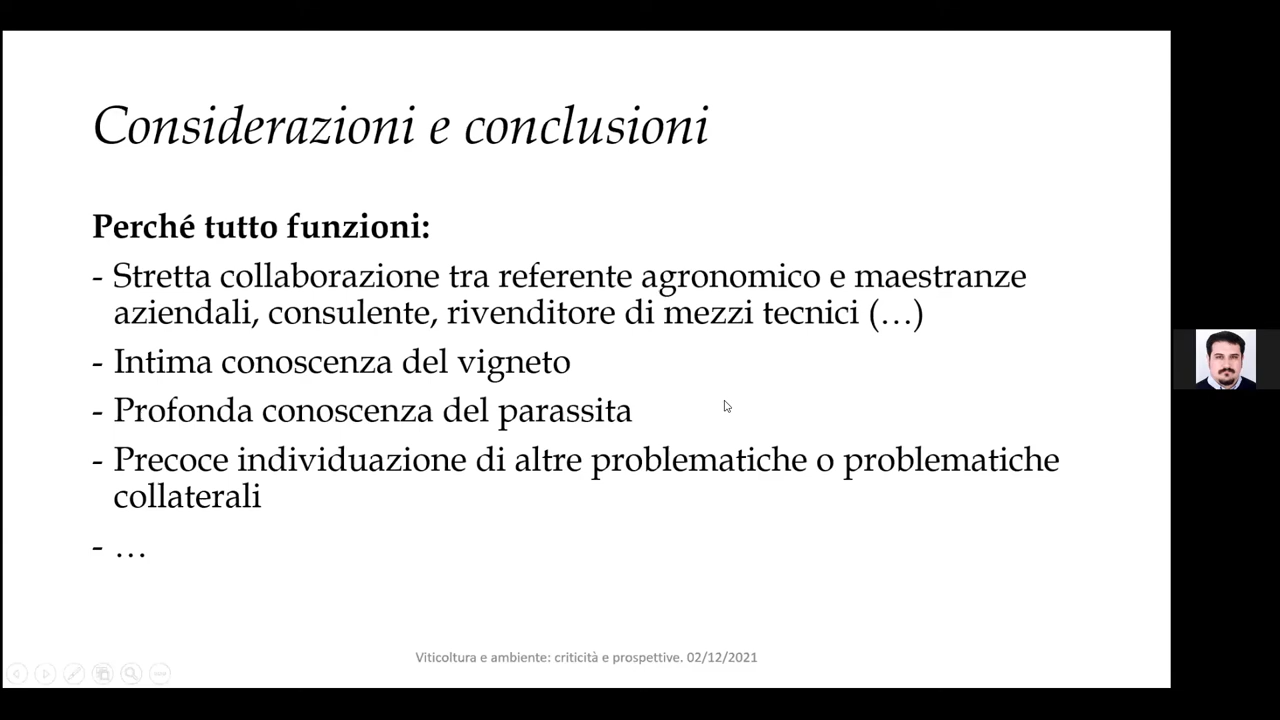 Considerazioni e conclusioni
Perché tutto funzioni:
- Stretta collaborazione tra referente agronomico e maestranze
aziendali, consulente, rivenditore di mezzi tecnici (…)
- Intima conoscenza del vigneto
- Profonda conoscenza del parassita
- Precoce individuazione di altre problematiche o problematiche
collaterali
- …
Viticoltura e ambiente: criticità e prospettive. 02/12/2021